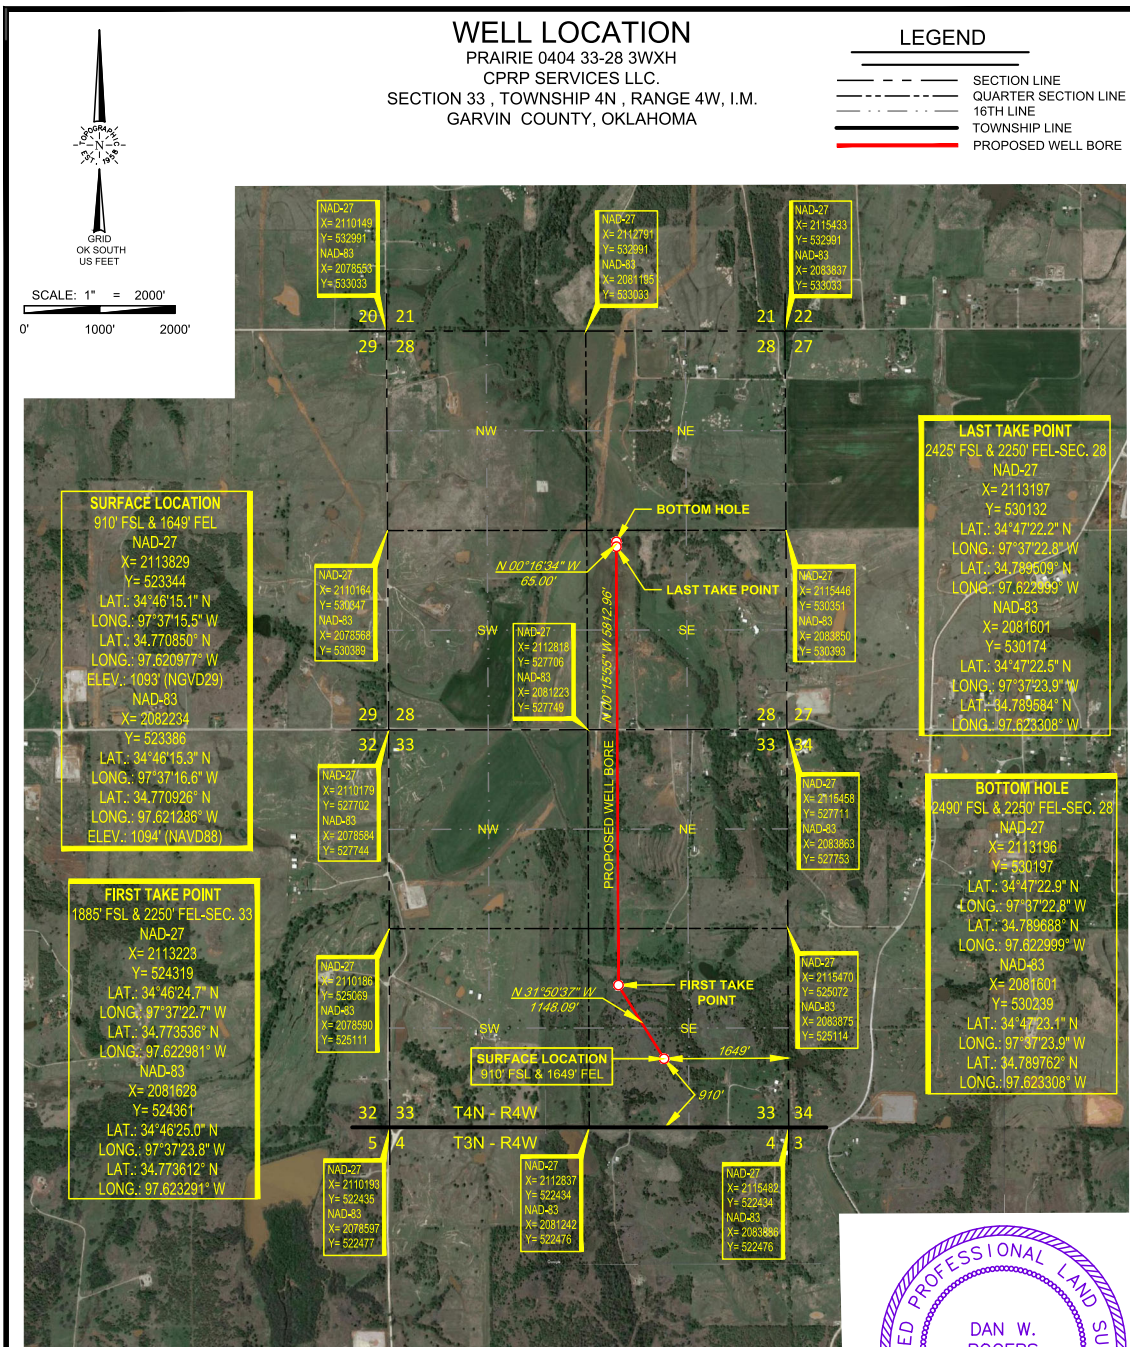 WELL LOCATION
PRAIRIE 0404 33-28 3WXH
CPRP SERVICES LLC.
SECTION 33 , TOWNSHIP 4N , RANGE 4W, I.M.
GARVIN COUNTY, OKLAHOMA
LEGEND
SECTION LINE
QUARTER SECTION LINE
16TH LINE
TOWNSHIP LINE
PROPOSED WELL BORE
TOPOGRAPHIC
N
EST. 1958
GRID
OK SOUTH
US FEET
SCALE: 1" = 2000'
0' 1000' 2000'
NAD-27
X= 2110149
Y= 532991
NAD-83
X= 2078553
Y= 533033
NAD-27
X= 2112791
Y= 532991
NAD-83
X= 2081195
Y= 533033
NAD-27
X= 2115433
Y= 532991
NAD-83
X= 2083837
Y= 533033
20 21
29 28
21 22
28 27
NW
NE
BOTTOM HOLE
N 00°16'34" W
65.00'
LAST TAKE POINT
NAD-27
X= 2110164
Y= 530347
NAD-83
X= 2078568
Y= 530389
NAD-27
X= 2115446
Y= 530351
NAD-83
X= 2083850
Y= 530393
SW
SE
NAD-27
X= 2112818
Y= 527706
NAD-83
X= 2081223
Y= 527749
N 00°15'55" W 5812.96'
PROPOSED WELL BORE
29 28
32 33
28 27
33 34
NAD-27
X= 2110179
Y= 527702
NAD-83
X= 2078584
Y= 527744
NAD-27
X= 2115458
Y= 527711
NAD-83
X= 2083863
Y= 527753
NW
NE
NAD-27
X= 2110186
Y= 525069
NAD-83
X= 2078590
Y= 525111
NAD-27
X= 2115470
Y= 525072
NAD-83
X= 2083875
Y= 525114
FIRST TAKE
POINT
N 31°50'37" W
1148.09'
SW
SE
SURFACE LOCATION
910' FSL & 1649' FEL
1649'
910'
32 33
T4N - R4W
33 34
5 4
T3N - R4W
4 3
NAD-27
X= 2110193
Y= 522435
NAD-83
X= 2078597
Y= 522477
NAD-27
X= 2112837
Y= 522434
NAD-83
X= 2081242
Y= 522476
NAD-27
X= 2115482
Y= 522434
NAD-83
X= 2083886
Y= 522476
SURFACE LOCATION
910' FSL & 1649' FEL
NAD-27
X= 2113829
Y= 523344
LAT.: 34°46'15.1" N
LONG.: 97°37'15.5" W
LAT.: 34.770850° N
LONG.: 97.620977° W
ELEV.: 1093' (NGVD29)
NAD-83
X= 2082234
Y= 523386
LAT.: 34°46'15.3" N
LONG.: 97°37'16.6" W
LAT.: 34.770926° N
LONG.: 97.621286° W
ELEV.: 1094' (NAVD88)
FIRST TAKE POINT
1885' FSL & 2250' FEL-SEC. 33
NAD-27
X= 2113223
Y= 524319
LAT.: 34°46'24.7" N
LONG.: 97°37'22.7" W
LAT.: 34.773536° N
LONG.: 97.622981° W
NAD-83
X= 2081628
Y= 524361
LAT.: 34°46'25.0" N
LONG.: 97°37'23.8" W
LAT.: 34.773612° N
LONG.: 97.623291° W
LAST TAKE POINT
2425' FSL & 2250' FEL-SEC. 28
NAD-27
X= 2113197
Y= 530132
LAT.: 34°47'22.2" N
LONG.: 97°37'22.8" W
LAT.: 34.789509° N
LONG.: 97.622999° W
NAD-83
X= 2081601
Y= 530174
LAT.: 34°47'22.5" N
LONG.: 97°37'23.9" W
LAT.: 34.789584° N
LONG.: 97.623308° W
BOTTOM HOLE
2490' FSL & 2250' FEL-SEC. 28
NAD-27
X= 2113196
Y= 530197
LAT.: 34°47'22.9" N
LONG.: 97°37'22.8" W
LAT.: 34.789688° N
LONG.: 97.622999° W
NAD-83
X= 2081601
Y= 530239
LAT.: 34°47'23.1" N
LONG.: 97°37'23.9" W
LAT.: 34.789762° N
LONG.: 97.623308° W
Google
ED PROFESSIONAL LAND SU
DAN W.